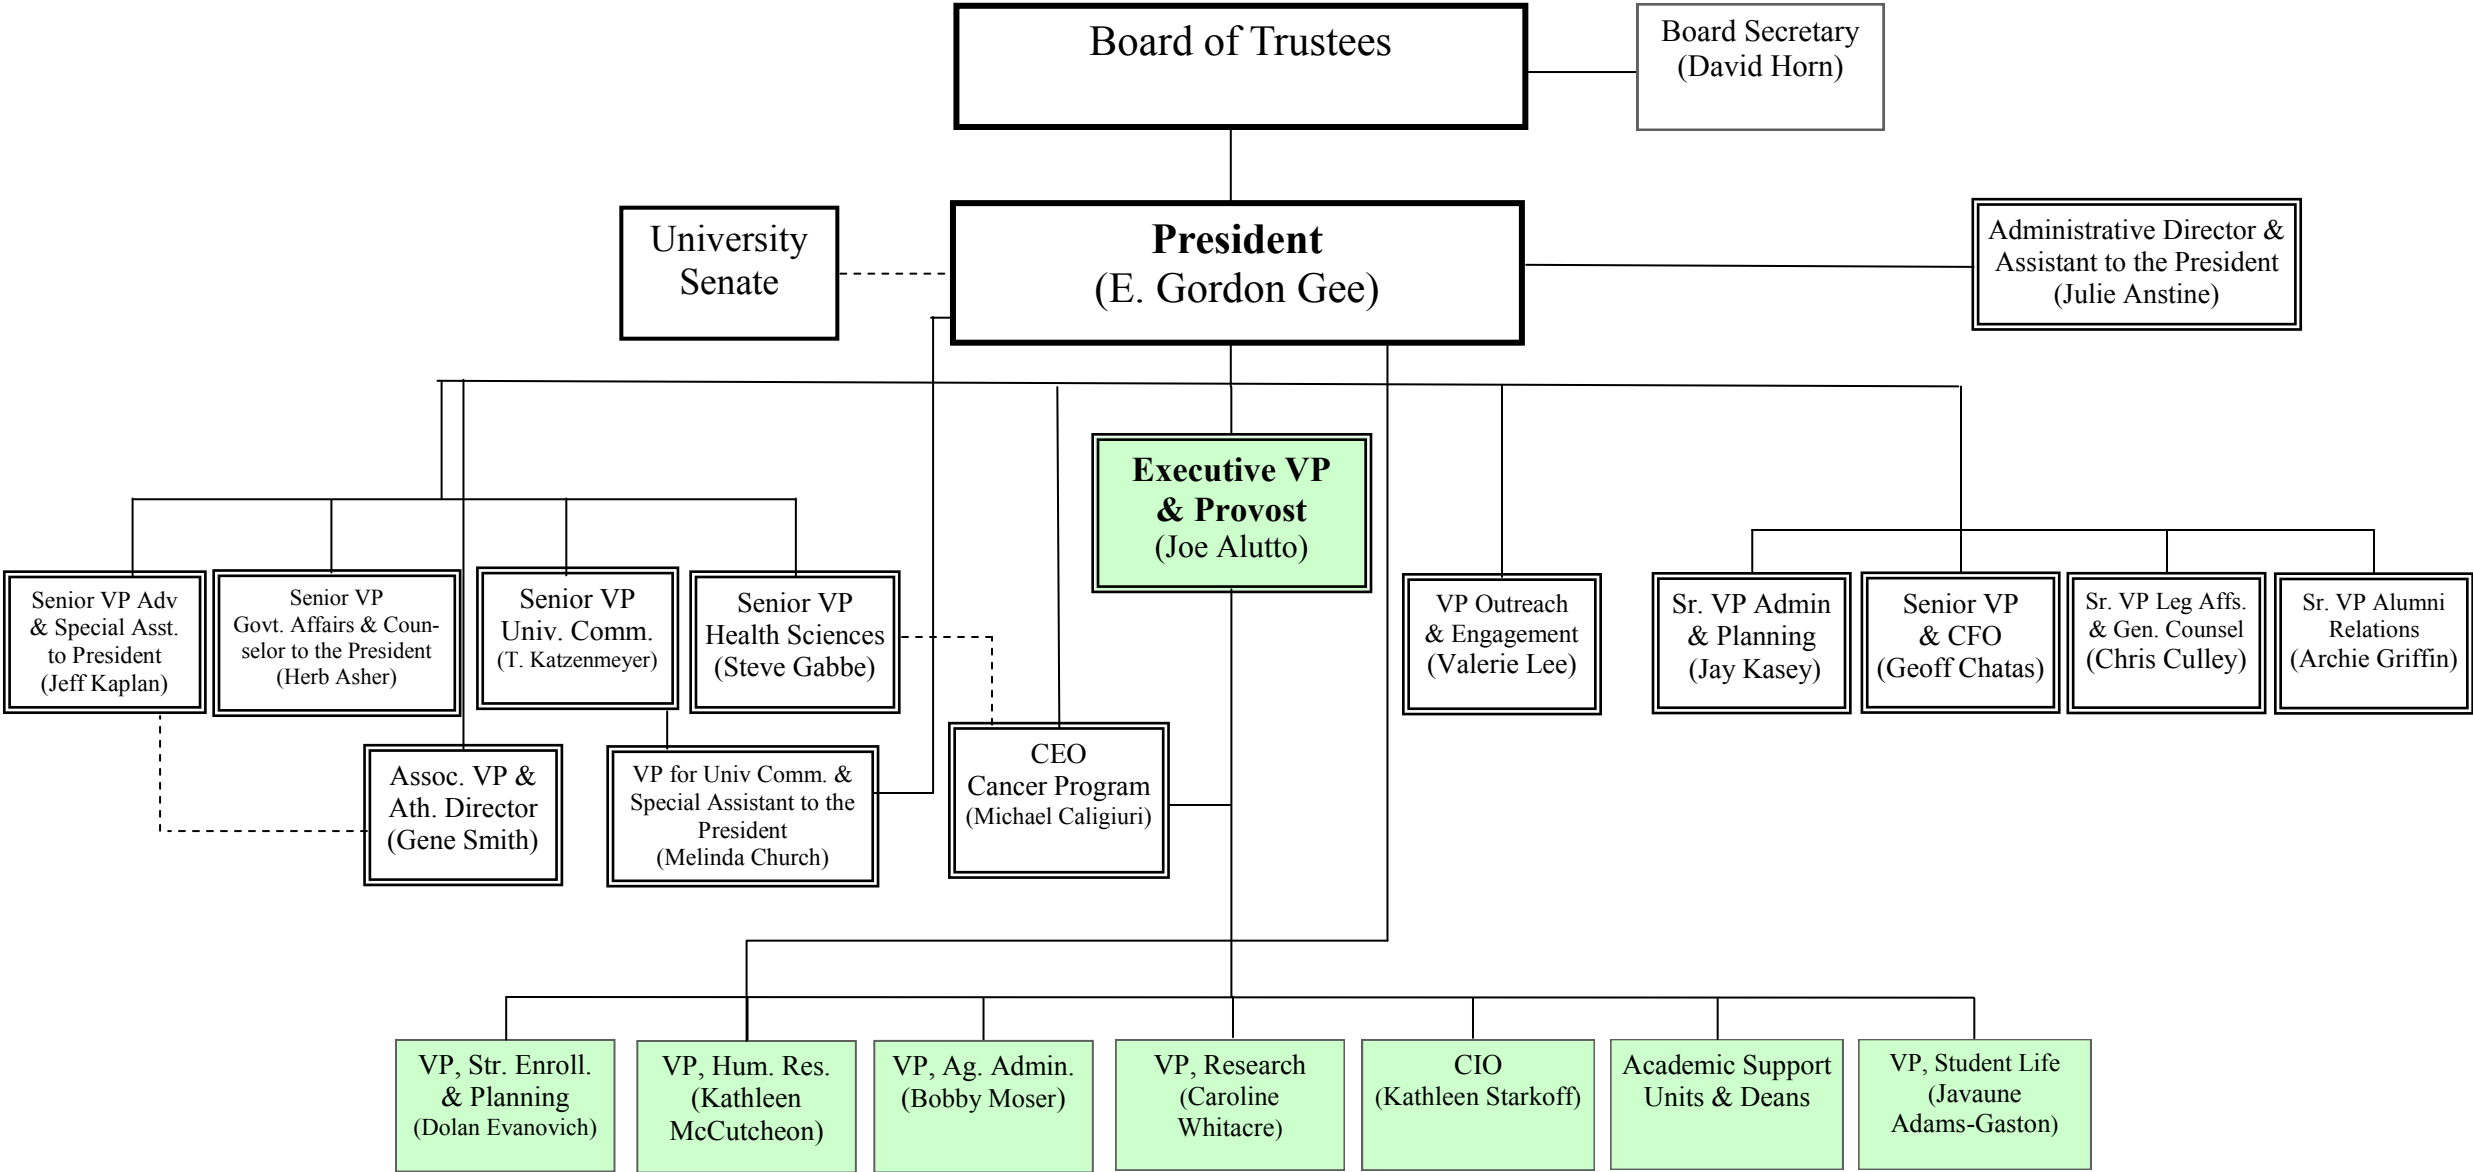 Board of Trustees
Board Secretary
(David Horn)
University
Senate
President
(E. Gordon Gee)
Administrative Director &
Assistant to the President
(Julie Anstine)
Executive VP
& Provost
(Joe Alutto)
Senior VP Adv
& Special Asst.
to President
(Jeff Kaplan)
Senior VP
Govt. Affairs & Coun-
selor to the President
(Herb Asher)
Senior VP
Univ. Comm.
(T. Katzenmeyer)
Senior VP
Health Sciences
(Steve Gabbe)
VP Outreach
& Engagement
(Valerie Lee)
Sr. VP Admin
& Planning
(Jay Kasey)
Senior VP
& CFO
(Geoff Chatas)
Sr. VP Leg Affs.
& Gen. Counsel
(Chris Culley)
Sr. VP Alumni
Relations
(Archie Griffin)
Assoc. VP &
Ath. Director
(Gene Smith)
VP for Univ Comm. &
Special Assistant to the
President
(Melinda Church)
CEO
Cancer Program
(Michael Caligiuri)
VP, Str. Enroll.
& Planning
(Dolan Evanovich)
VP, Hum. Res.
(Kathleen
McCutcheon)
VP, Ag. Admin.
(Bobby Moser)
VP, Research
(Caroline
Whitacre)
CIO
(Kathleen Starkoff)
Academic Support
Units & Deans
VP, Student Life
(Javaune
Adams-Gaston)